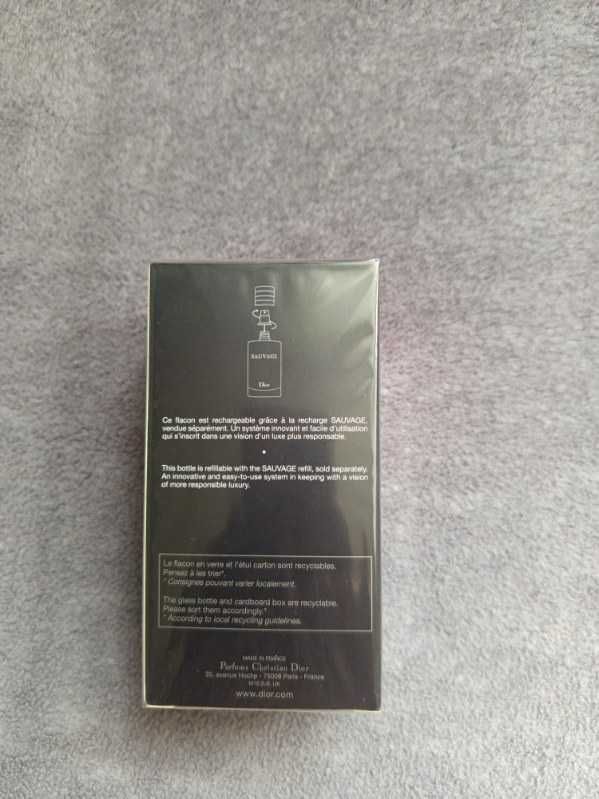 SAUVAGE
Dior
Ce flacon est rechargeable grâce à la recharge SAUVAGE,
vendue séparément. Un système innovant et facile d'utilisation
qui s'inscrit dans une vision d'un luxe plus responsable.
•
This bottle is refillable with the SAUVAGE refill, sold separately.
An innovative and easy-to-use system in keeping with a vision
of more responsible luxury.
Le flacon en verre et l'étui carton sont recyclables.
Pensez à les trier*.
* Consignes pouvant varier localement.
The glass bottle and cardboard box are recyclable.
Please sort them accordingly.*
* According to local recycling guidelines.
MADE IN FRANCE
Parfums Christian Dior
33, avenue Hoche - 75008 Paris - France
www.dior.com